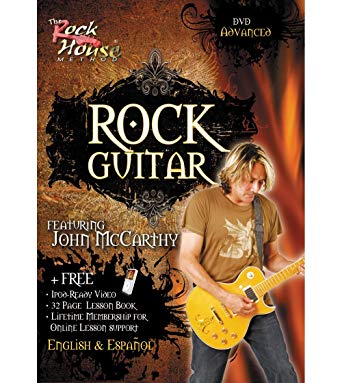 The
Rock
House
METHOD
DVD
ADVANCED
ROCK
GUITAR
FEATURING
JOHN MCCARTHY
+ FREE
• IPOD-READY VIDEO
• 32 PAGE LESSON BOOK
• LIFETIME MEMBERSHIP FOR
ONLINE LESSON SUPPORT
ENGLISH & ESPAÑOL